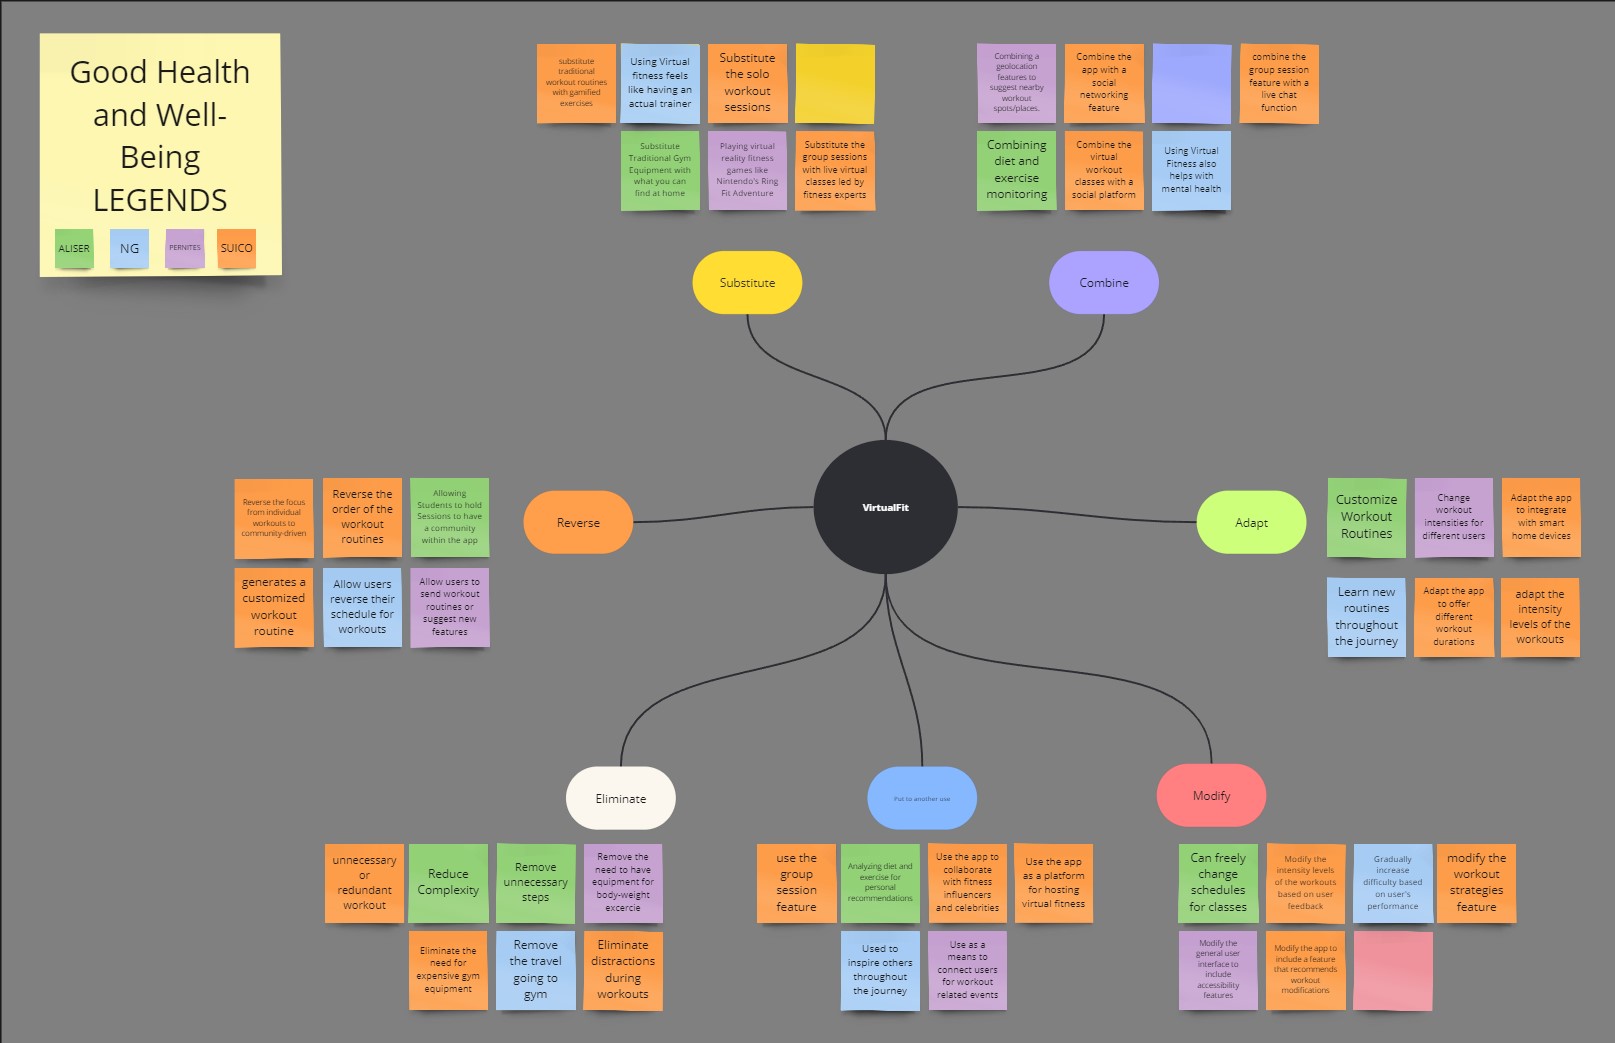 Good Health
and Well-
Being
LEGENDS
ALISER
NG
PERNITES
SUICO
substitute
traditional
workout routines
with gamified
exercises
Using Virtual
fitness feels
like having an
actual trainer
Substitute
the solo
workout
sessions
Substitute
Traditional Gym
Equipment with
what you can
find at home
Playing virtual
reality fitness
games like
Nintendo's Ring
Fit Adventure
Substitute the
group sessions
with live virtual
classes led by
fitness experts
Combining a
geolocation
features to
suggest nearby
workout
spots/places.
Combine the
app with a
social
networking
feature
combine the
group session
feature with a
live chat
function
Combining
diet and
exercise
monitoring
Combine the
virtual
workout
classes with a
social platform
Using Virtual
Fitness also
helps with
mental health
Substitute
Combine
Reverse the focus
from individual
workouts to
community-driven
Reverse the
order of the
workout
routines
Allowing
Students to hold
Sessions to have
a community
within the app
generates a
customized
workout
routine
Allow users
reverse their
schedule for
workouts
Allow users to
send workout
routines or
suggest new
features
Reverse
VirtualFit
Adapt
Customize
Workout
Routines
Change
workout
intensities for
different users
Adapt the app
to integrate
with smart
home devices
Learn new
routines
throughout
the journey
Adapt the app
to offer
different
workout
durations
adapt the
intensity
levels of the
workouts
Eliminate
Put to another use
Modify
unnecessary
or
redundant
workout
Reduce
Complexity
Remove
unnecessary
steps
Remove the
need to have
equipment for
body-weight
excercie
Eliminate the
need for
expensive gym
equipment
Remove
the travel
going to
gym
Eliminate
distractions
during
workouts
use the
group
session
feature
Analyzing diet and
exercise for
personal
recommendations
Use the app to
collaborate
with fitness
influencers
and celebrities
Use the app
as a platform
for hosting
virtual fitness
Used to
inspire others
throughout
the journey
Use as a
means to
connect users
for workout
related events
Can freely
change
schedules
for classes
Modify the
intensity levels
of the workouts
based on user
feedback
Gradually
increase
difficulty based
on user's
performance
modify the
workout
strategies
feature
Modify the
general user
interface to
include
accessibility
features
Modify the app to
include a feature
that recommends
workout
modifications